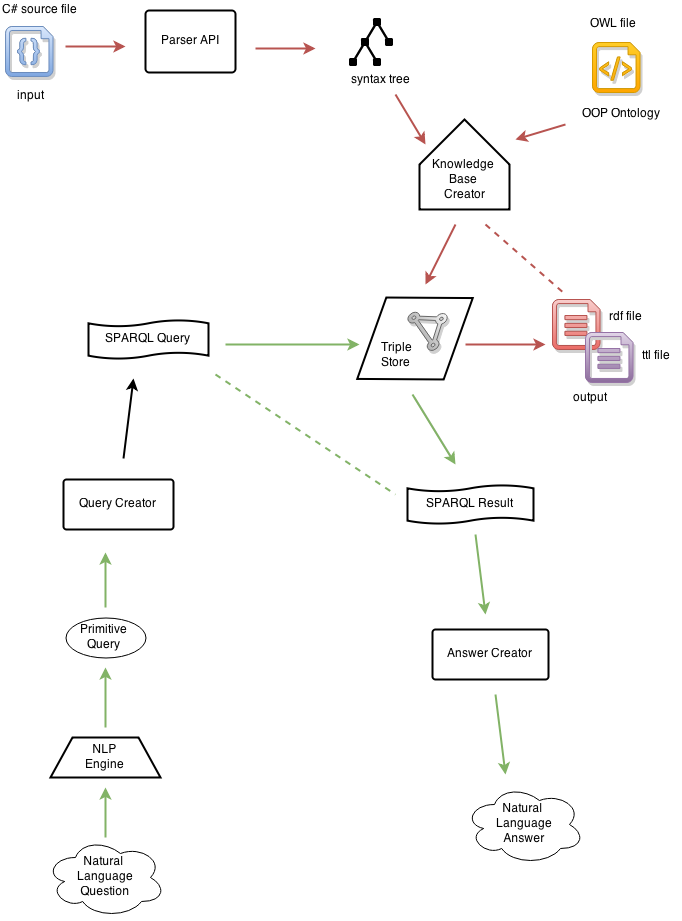 C# source file
Parser API
OWL file
input
syntax tree
OOP Ontology
Knowledge
Base
Creator
SPARQL Query
Triple
Store
rdf file
ttl file
output
Query Creator
SPARQL Result
Primitive
Query
Answer Creator
NLP
Engine
Natural
Language
Answer
Natural
Language
Question